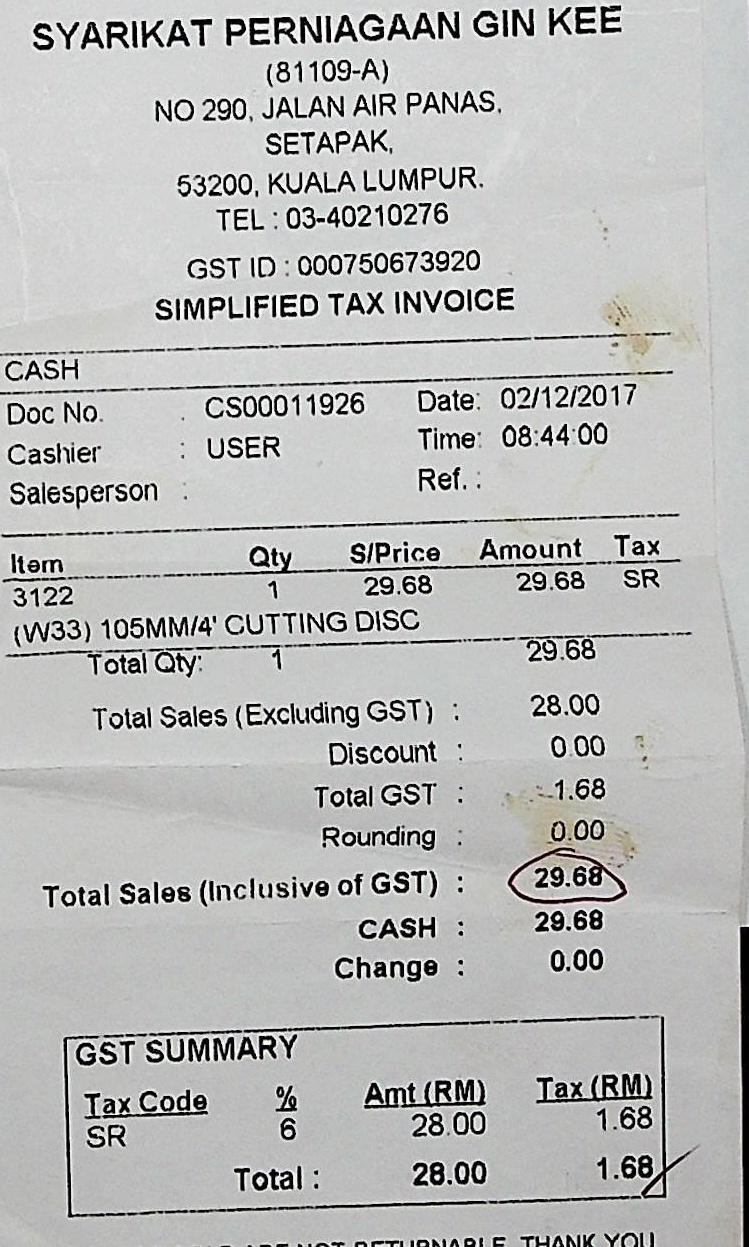 SYARIKAT PERNIAGAAN GIN KEE
(81109-A)
NO 290, JALAN AIR PANAS,
SETAPAK,
53200, KUALA LUMPUR.
TEL : 03-40210276
GST ID : 000750673920
SIMPLIFIED TAX INVOICE
CASH
Doc No. : CS00011926 Date: 02/12/2017
Cashier : USER Time: 08:44:00
Salesperson : Ref. :
Item Qty S/Price Amount Tax
3122 1 29.68 29.68 SR
(W33) 105MM/4' CUTTING DISC
Total Qty: 1 29.68
Total Sales (Excluding GST) : 28.00
Discount : 0.00
Total GST : 1.68
Rounding : 0.00
Total Sales (Inclusive of GST) : 29.68
CASH : 29.68
Change : 0.00
GST SUMMARY
Tax Code % Amt (RM) Tax (RM)
SR 6 28.00 1.68
Total : 28.00 1.68
ARE NOT RETURNABLE, THANK YOU